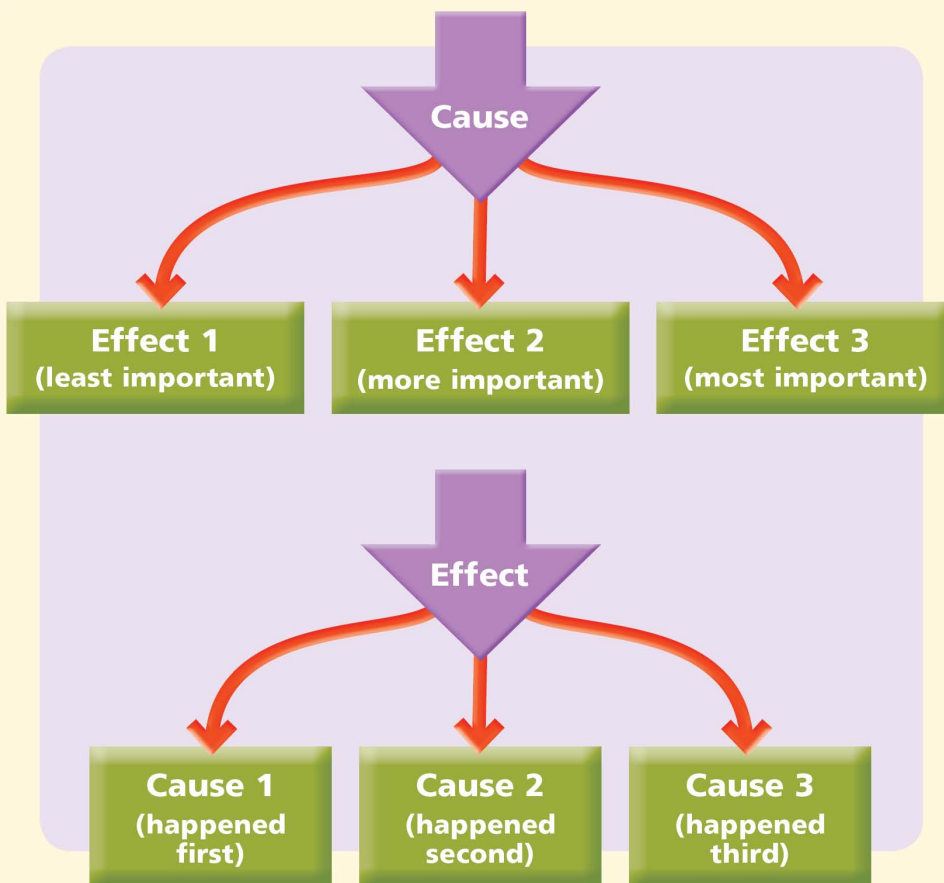 Cause
Effect 1
(least important)
Effect 2
(more important)
Effect 3
(most important)
Effect
Cause 1
(happened
first)
Cause 2
(happened
second)
Cause 3
(happened
third)